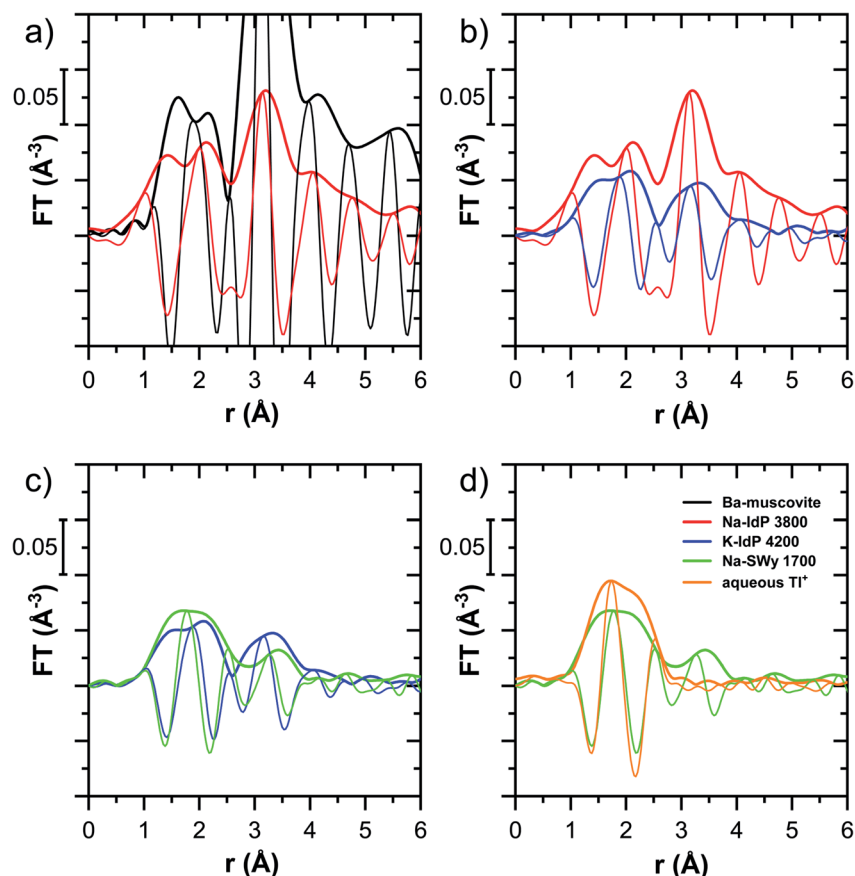 a)
0.05
FT (Å⁻³)
0 1 2 3 4 5 6
r (Å)
b)
0.05
FT (Å⁻³)
0 1 2 3 4 5 6
r (Å)
c)
0.05
FT (Å⁻³)
0 1 2 3 4 5 6
r (Å)
d)
0.05
FT (Å⁻³)
Ba-muscovite
Na-IdP 3800
K-IdP 4200
Na-SWy 1700
aqueous Tl⁺
0 1 2 3 4 5 6
r (Å)